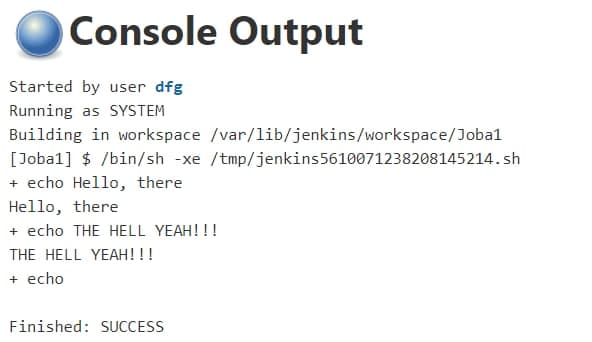 Console Output
Started by user dfg
Running as SYSTEM
Building in workspace /var/lib/jenkins/workspace/Joba1
[Joba1] $ /bin/sh -xe /tmp/jenkins5610071238208145214.sh
+ echo Hello, there
Hello, there
+ echo THE HELL YEAH!!!
THE HELL YEAH!!!
+ echo
Finished: SUCCESS